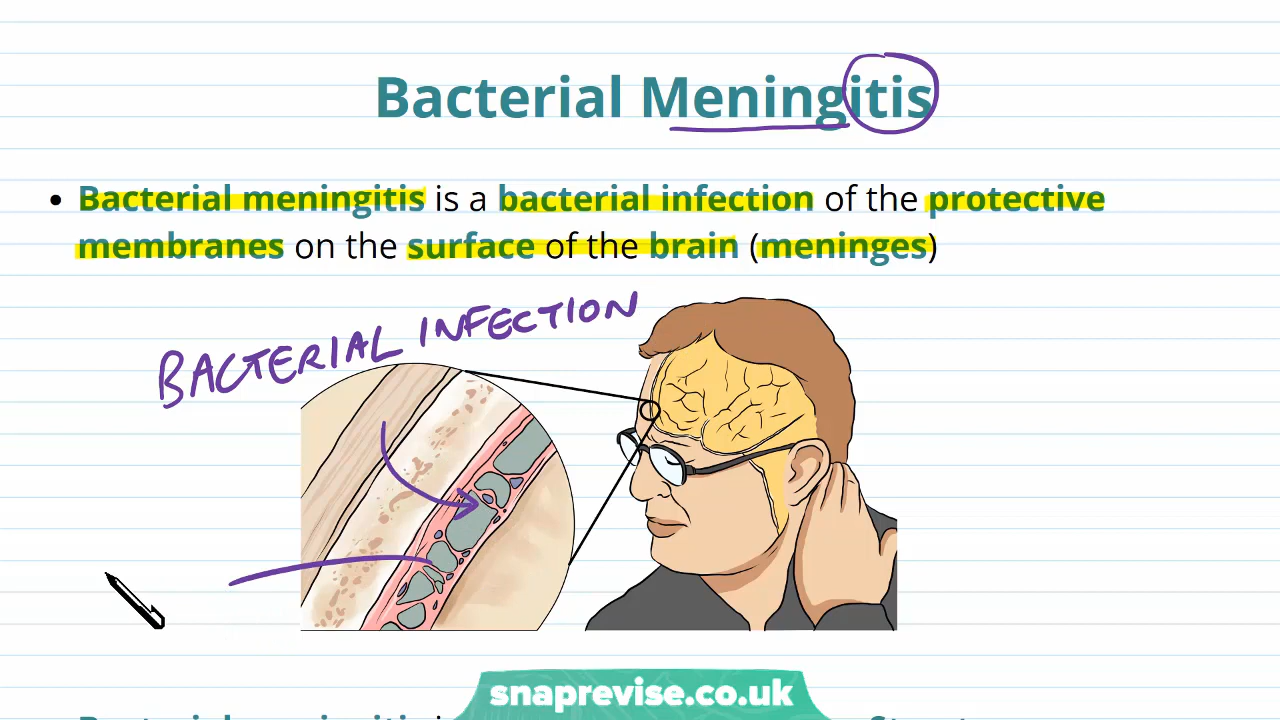 Bacterial Meningitis
• Bacterial meningitis is a bacterial infection of the protective
membranes on the surface of the brain (meninges)
BACTERIAL INFECTION
snaprevise.co.uk